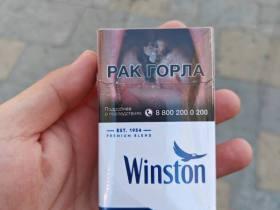 РАК ГОРЛА
Подробнее
о последствиях:
8 800 200 0 200
EST. 1954
PREMIUM BLEND
Winston